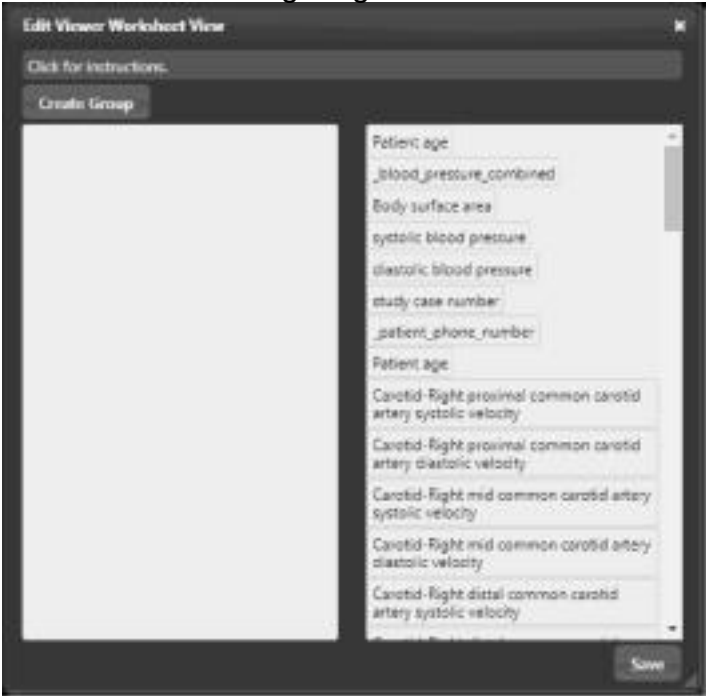 Edit Viewer Worksheet View
Click for instructions.
Create Group
Patient age
_blood_pressure_combined
Body surface area
systolic blood pressure
diastolic blood pressure
study case number
_patient_phone_number
Patient age
Carotid-Right proximal common carotid
artery systolic velocity
Carotid-Right proximal common carotid
artery diastolic velocity
Carotid-Right mid common carotid artery
systolic velocity
Carotid-Right mid common carotid artery
diastolic velocity
Carotid-Right distal common carotid
artery systolic velocity
Save